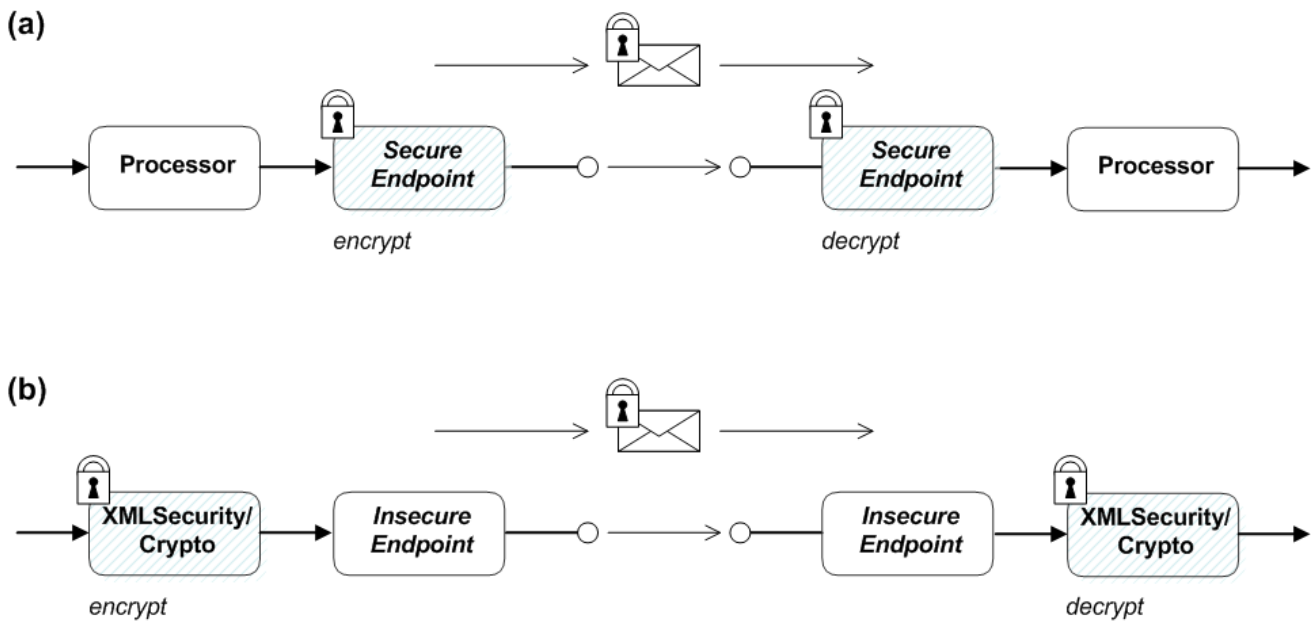 (a)
Processor
Secure
Endpoint
encrypt
Secure
Endpoint
decrypt
Processor
(b)
XMLSecurity/
Crypto
encrypt
Insecure
Endpoint
Insecure
Endpoint
XMLSecurity/
Crypto
decrypt